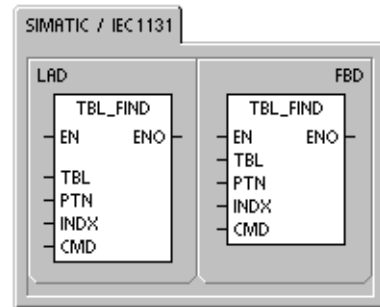 SIMATIC / IEC1131
LAD
FBD
TBL_FIND
EN ENO
TBL
PTN
INDX
CMD
TBL_FIND
EN ENO
TBL
PTN
INDX
CMD